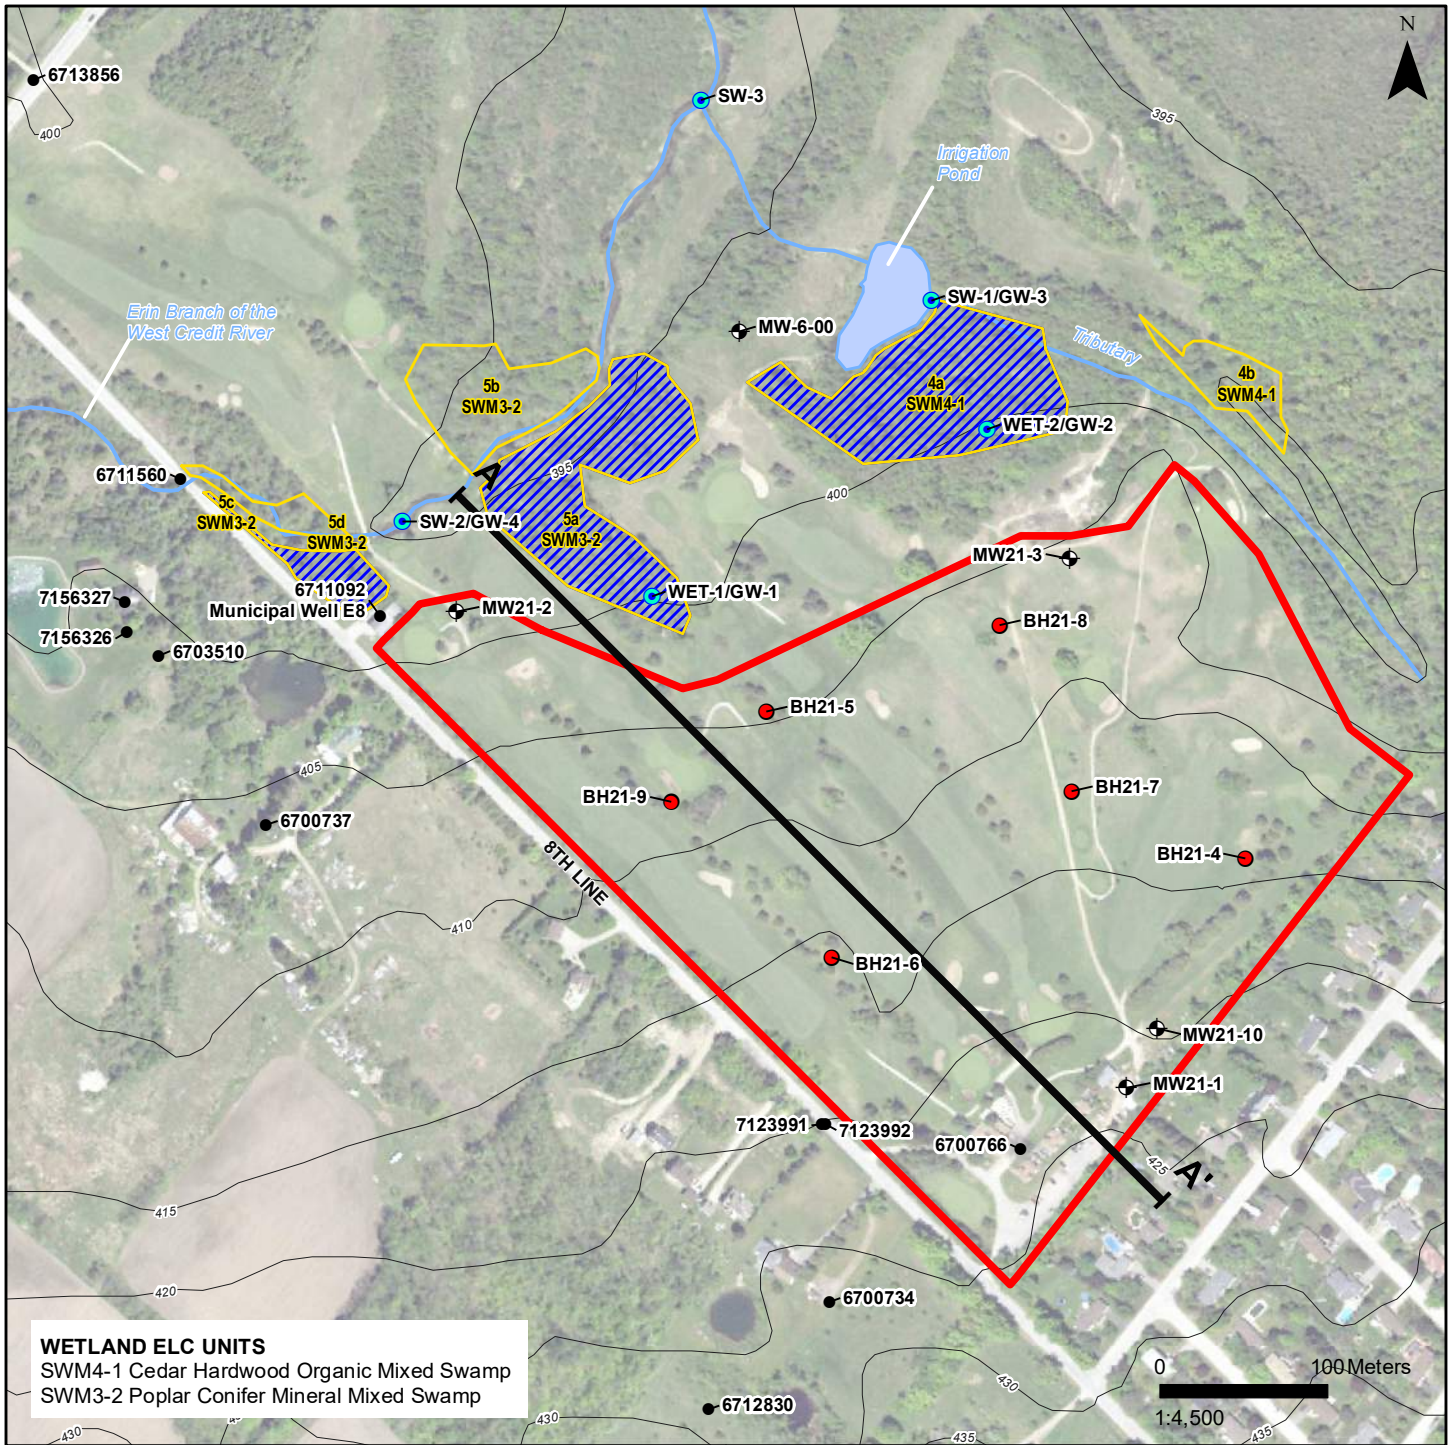 N
6713856
SW-3
395
400
Irrigation
Pond
SW-1/GW-3
Erin Branch of the
West Credit River
MW-6-00
Tributary
5b
SWM3-2
4a
SWM4-1
4b
SWM4-1
WET-2/GW-2
A
395
6711560
400
5c
SWM3-2
5d
SWM3-2
SW-2/GW-4
5a
SWM3-2
MW21-3
7156327
6711092
Municipal Well E8
WET-1/GW-1
MW21-2
7156326
BH21-8
6703510
BH21-5
405
BH21-9
BH21-7
6700737
8TH LINE
BH21-4
410
BH21-6
MW21-10
MW21-1
7123991
7123992
6700766
425
A'
415
420
6700734
WETLAND ELC UNITS
SWM4-1 Cedar Hardwood Organic Mixed Swamp
SWM3-2 Poplar Conifer Mineral Mixed Swamp
0
100 Meters
1:4,500
430
6712830
430
430
435
435